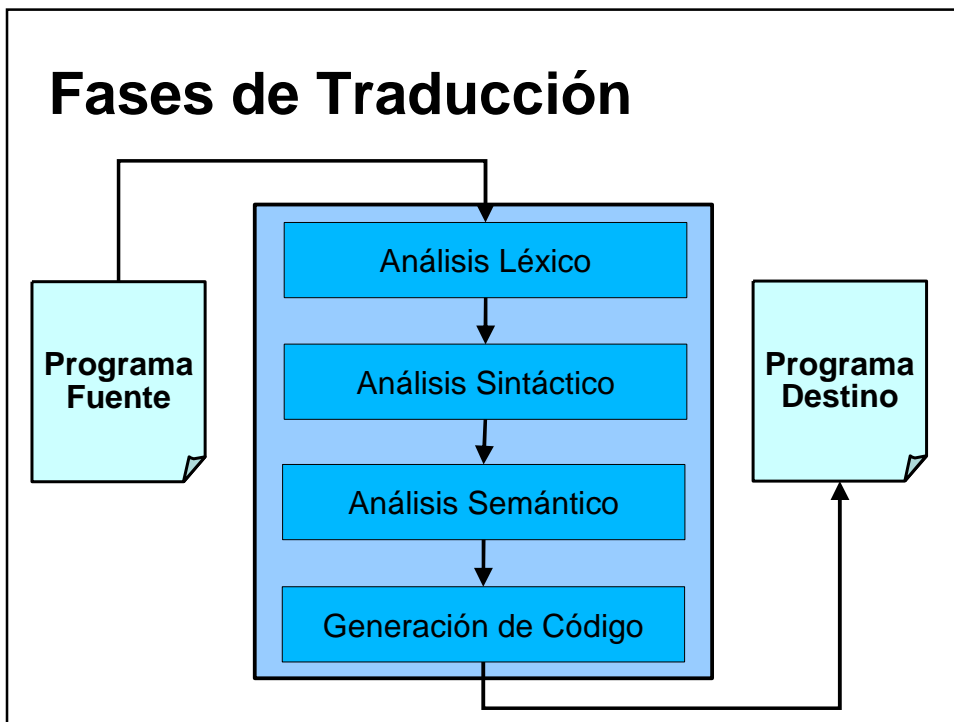 Fases de Traducción
Análisis Léxico
Programa
Fuente
Análisis Sintáctico
Programa
Destino
Análisis Semántico
Generación de Código